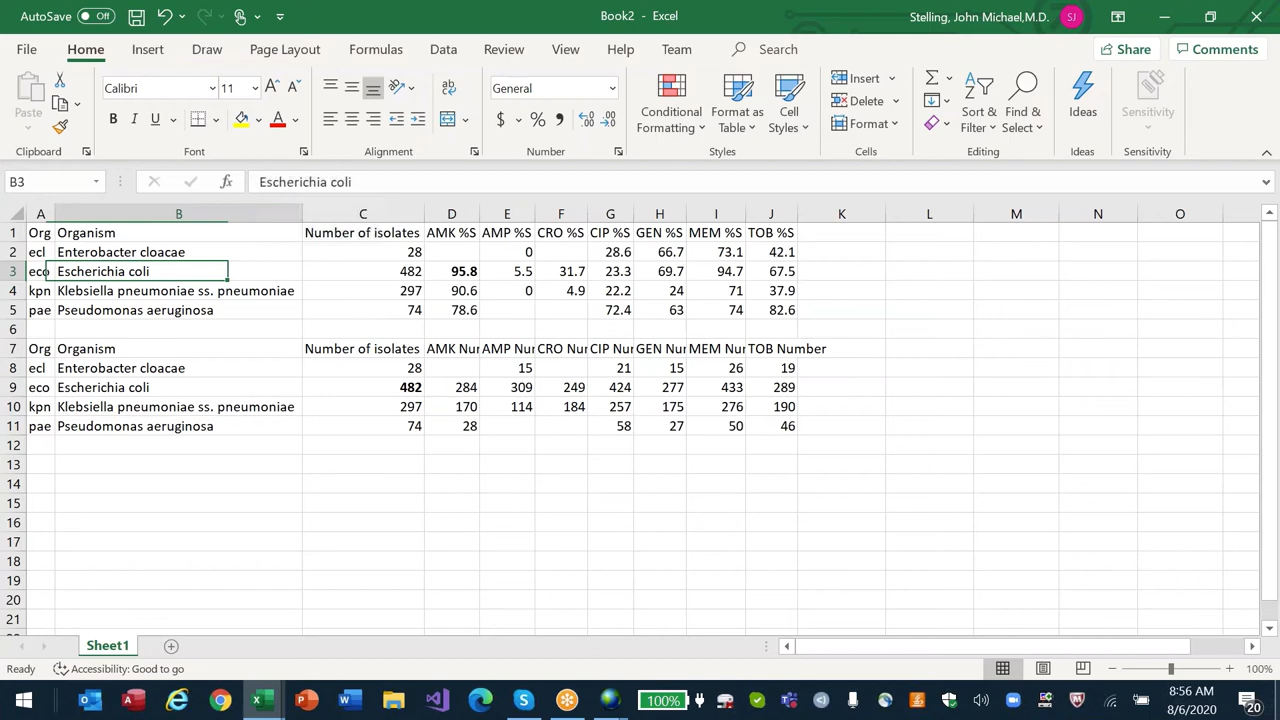 AutoSave Off
Book2 - Excel
Stelling, John Michael,M.D. SJ
File Home Insert Draw Page Layout Formulas Data Review View Help Team Search Share Comments
Paste
Clipboard
Calibri 11
B I U A
Font
Alignment
General
$ % 9
Number
Conditional Formatting
Format as Table
Cell Styles
Styles
Insert
Delete
Format
Cells
Sort & Filter
Find & Select
Editing
Ideas
Ideas
Sensitivity
Sensitivity
B3 fx Escherichia coli
A B C D E F G H I J K L M N O
1 Org Organism Number of isolates AMK %S AMP %S CRO %S CIP %S GEN %S MEM %S TOB %S
2 ecl Enterobacter cloacae 28 0 28.6 66.7 73.1 42.1
3 eco Escherichia coli 482 95.8 5.5 31.7 23.3 69.7 94.7 67.5
4 kpn Klebsiella pneumoniae ss. pneumoniae 297 90.6 0 4.9 22.2 24 71 37.9
5 pae Pseudomonas aeruginosa 74 78.6 72.4 63 74 82.6
6
7 Org Organism Number of isolates AMK Nur AMP Nur CRO Nur CIP Nur GEN Nur MEM Nur TOB Number
8 ecl Enterobacter cloacae 28 15 21 15 26 19
9 eco Escherichia coli 482 284 309 249 424 277 433 289
10 kpn Klebsiella pneumoniae ss. pneumoniae 297 170 114 184 257 175 276 190
11 pae Pseudomonas aeruginosa 74 28 58 27 50 46
12
13
14
15
16
17
18
19
20
21
Sheet1
Ready Accessibility: Good to go 100%
100% 8:56 AM
8/6/2020 20